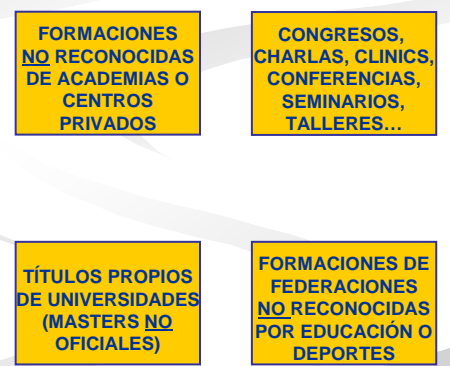 FORMACIONES
NO RECONOCIDAS
DE ACADEMIAS O
CENTROS
PRIVADOS
CONGRESOS,
CHARLAS, CLINICS,
CONFERENCIAS,
SEMINARIOS,
TALLERES…
TÍTULOS PROPIOS
DE UNIVERSIDADES
(MASTERS NO
OFICIALES)
FORMACIONES DE
FEDERACIONES
NO RECONOCIDAS
POR EDUCACIÓN O
DEPORTES